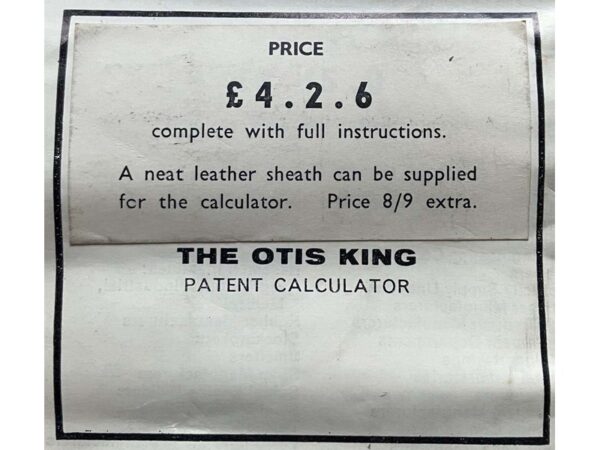 PRICE
£4.2.6
complete with full instructions.
A neat leather sheath can be supplied
for the calculator. Price 8/9 extra.
THE OTIS KING
PATENT CALCULATOR